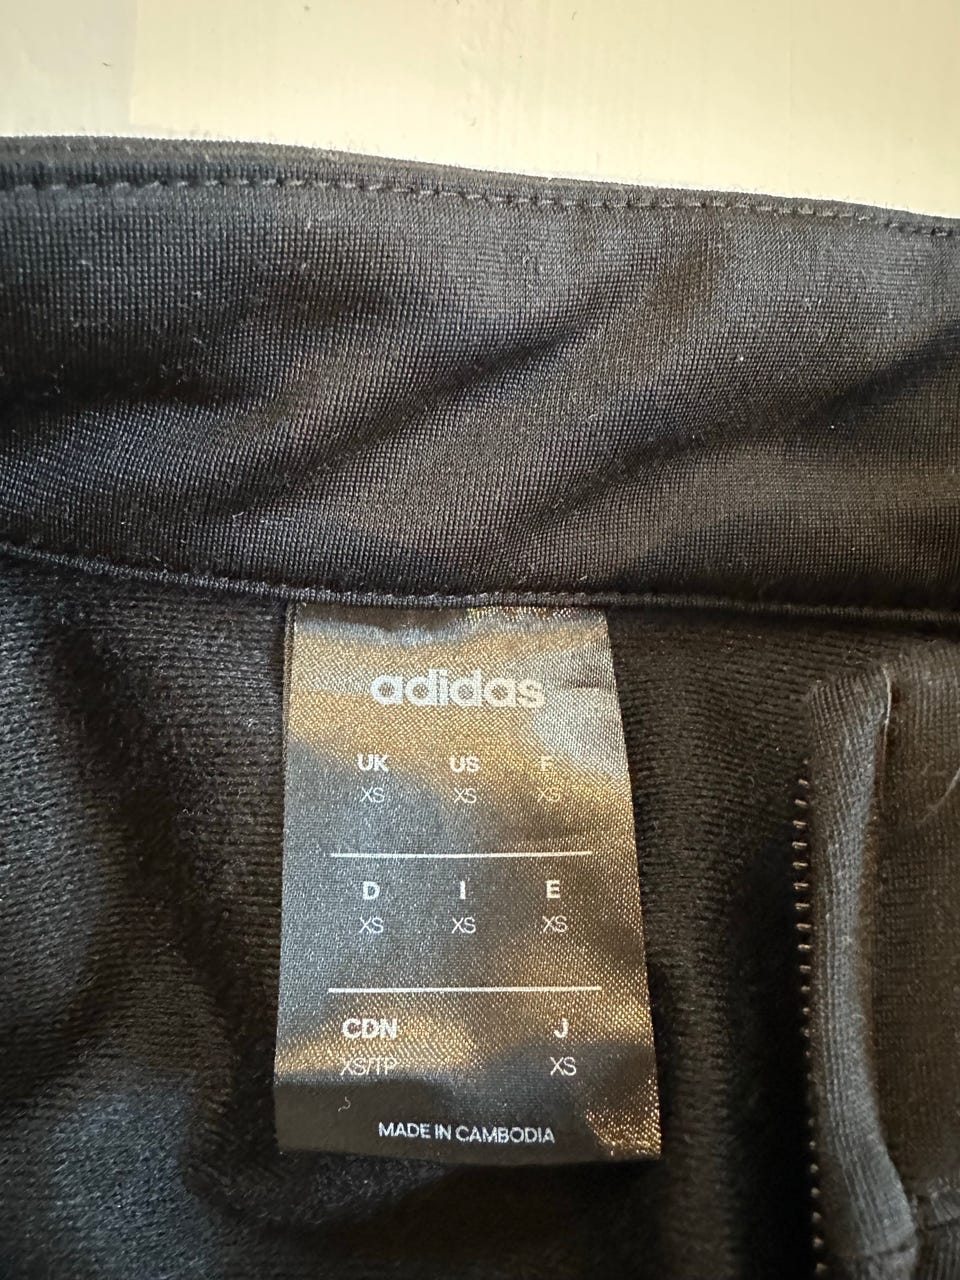 adidas
UK US F
XS XS XS
D I E
XS XS XS
CDN J
XS/TP XS
MADE IN CAMBODIA